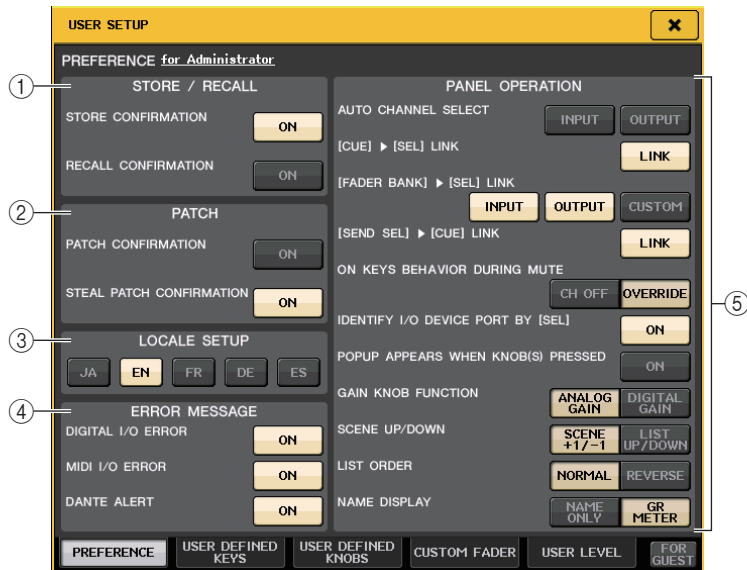 USER SETUP
PREFERENCE for Administrator
1
STORE / RECALL
STORE CONFIRMATION
ON
RECALL CONFIRMATION
ON
2
PATCH
PATCH CONFIRMATION
ON
STEAL PATCH CONFIRMATION
ON
3
LOCALE SETUP
JA EN FR DE ES
4
ERROR MESSAGE
DIGITAL I/O ERROR
ON
MIDI I/O ERROR
ON
DANTE ALERT
ON
5
PANEL OPERATION
AUTO CHANNEL SELECT
INPUT OUTPUT
[CUE] ▶ [SEL] LINK
LINK
[FADER BANK] ▶ [SEL] LINK
INPUT OUTPUT CUSTOM
[SEND SEL] ▶ [CUE] LINK
LINK
ON KEYS BEHAVIOR DURING MUTE
CH OFF OVERRIDE
IDENTIFY I/O DEVICE PORT BY [SEL]
ON
POPUP APPEARS WHEN KNOB(S) PRESSED
ON
GAIN KNOB FUNCTION
ANALOG GAIN
DIGITAL GAIN
SCENE UP/DOWN
SCENE +1/-1
LIST UP/DOWN
LIST ORDER
NORMAL REVERSE
NAME DISPLAY
NAME ONLY
GR METER
PREFERENCE
USER DEFINED KEYS
USER DEFINED KNOBS
CUSTOM FADER
USER LEVEL
FOR GUEST